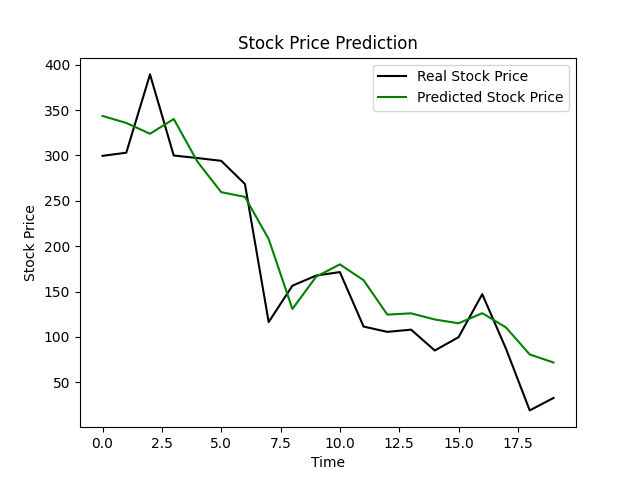 Stock Price Prediction
Real Stock Price
Predicted Stock Price
Stock Price
400
350
300
250
200
150
100
50
0.0 2.5 5.0 7.5 10.0 12.5 15.0 17.5
Time